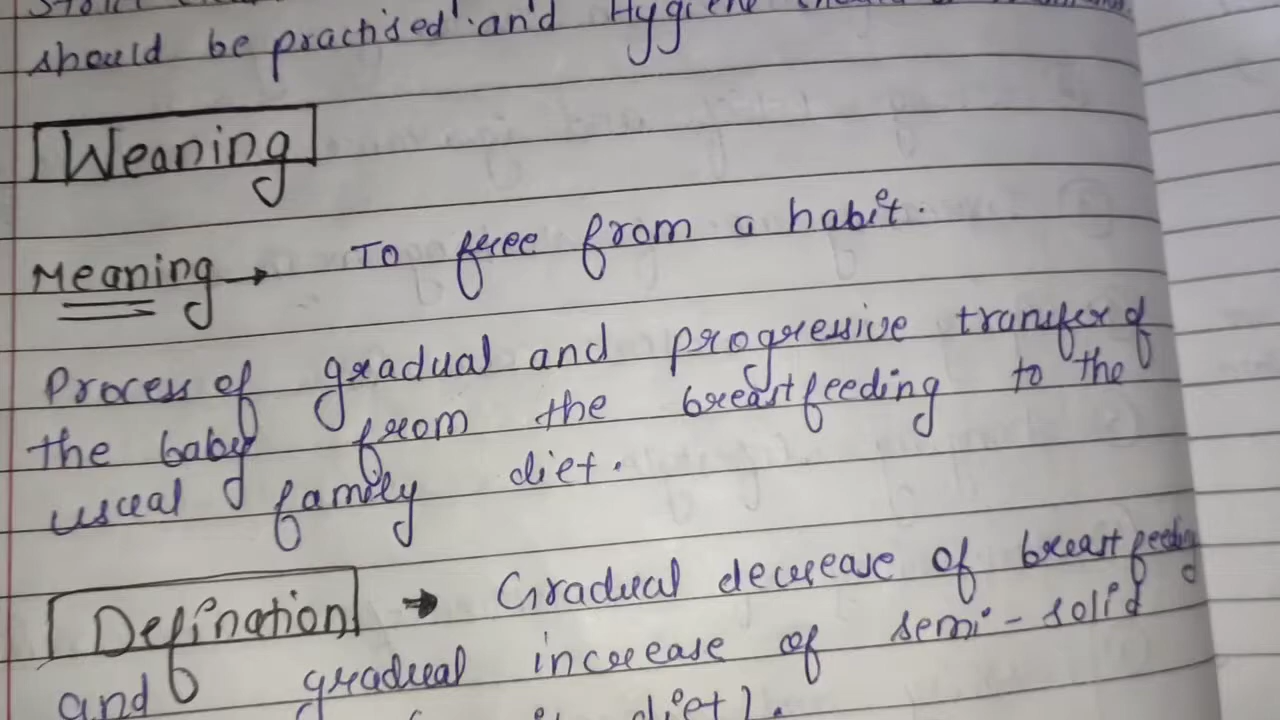 should be practised and Hygiene
Weaning
Meaning → To free from a habit.
Process of gradual and progressive transfer of
the baby from the breastfeeding to the
usual family diet.
Defination → Gradual decrease of breastfeeding
and gradual increase of semi-solid
diet).